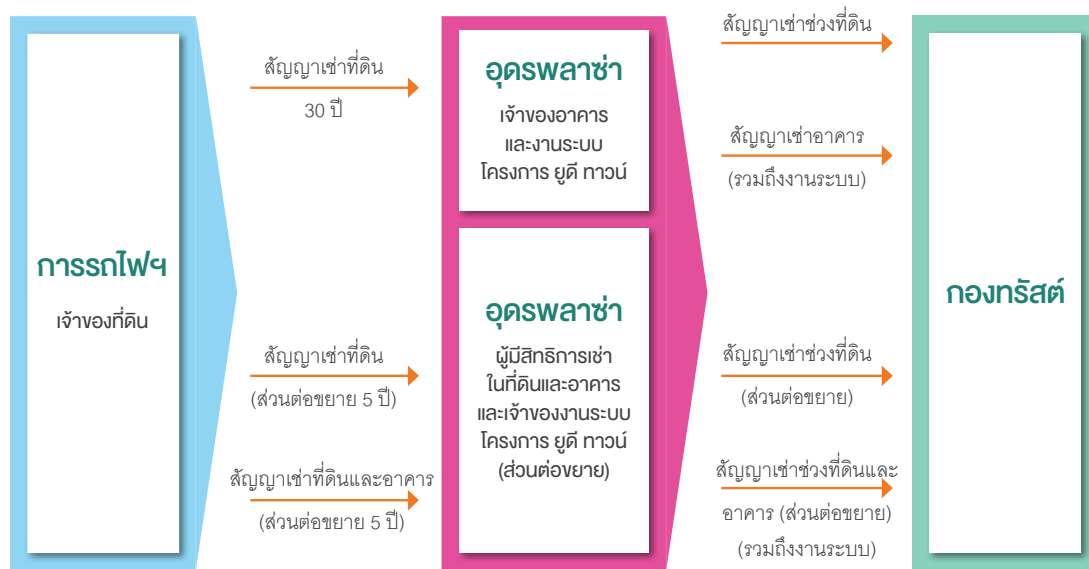 การรถไฟฯ
เจ้าของที่ดิน
สัญญาเช่าที่ดิน
30 ปี
สัญญาเช่าที่ดิน
(ส่วนต่อขยาย 5 ปี)
สัญญาเช่าที่ดินและอาคาร
(ส่วนต่อขยาย 5 ปี)
อุดรพลาซ่า
เจ้าของอาคาร
และงานระบบ
โครงการ ยูดี ทาวน์
อุดรพลาซ่า
ผู้มีสิทธิการเช่า
ในที่ดินและอาคาร
และเจ้าของงานระบบ
โครงการ ยูดี ทาวน์
(ส่วนต่อขยาย)
สัญญาเช่าช่วงที่ดิน
สัญญาเช่าอาคาร
(รวมถึงงานระบบ)
สัญญาเช่าช่วงที่ดิน
(ส่วนต่อขยาย)
สัญญาเช่าช่วงที่ดินและ
อาคาร (ส่วนต่อขยาย)
(รวมถึงงานระบบ)
กองทรัสต์